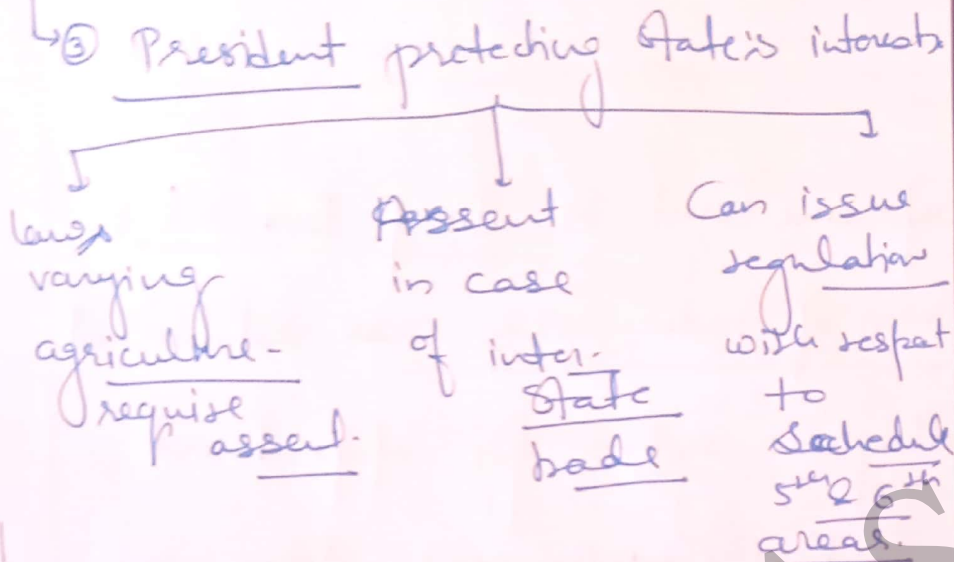 ③ President protecting State's interests
laws
varying
agriculture-
require
assent.
Assent
in case
of inter-
State
trade
Can issue
regulation
with respect
to
Schedule
5th & 6th
areas.